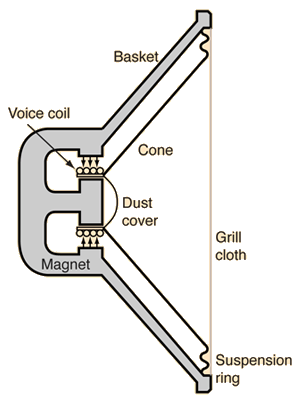 Basket
Voice coil
Cone
Dust
cover
Grill
cloth
Magnet
Suspension
ring